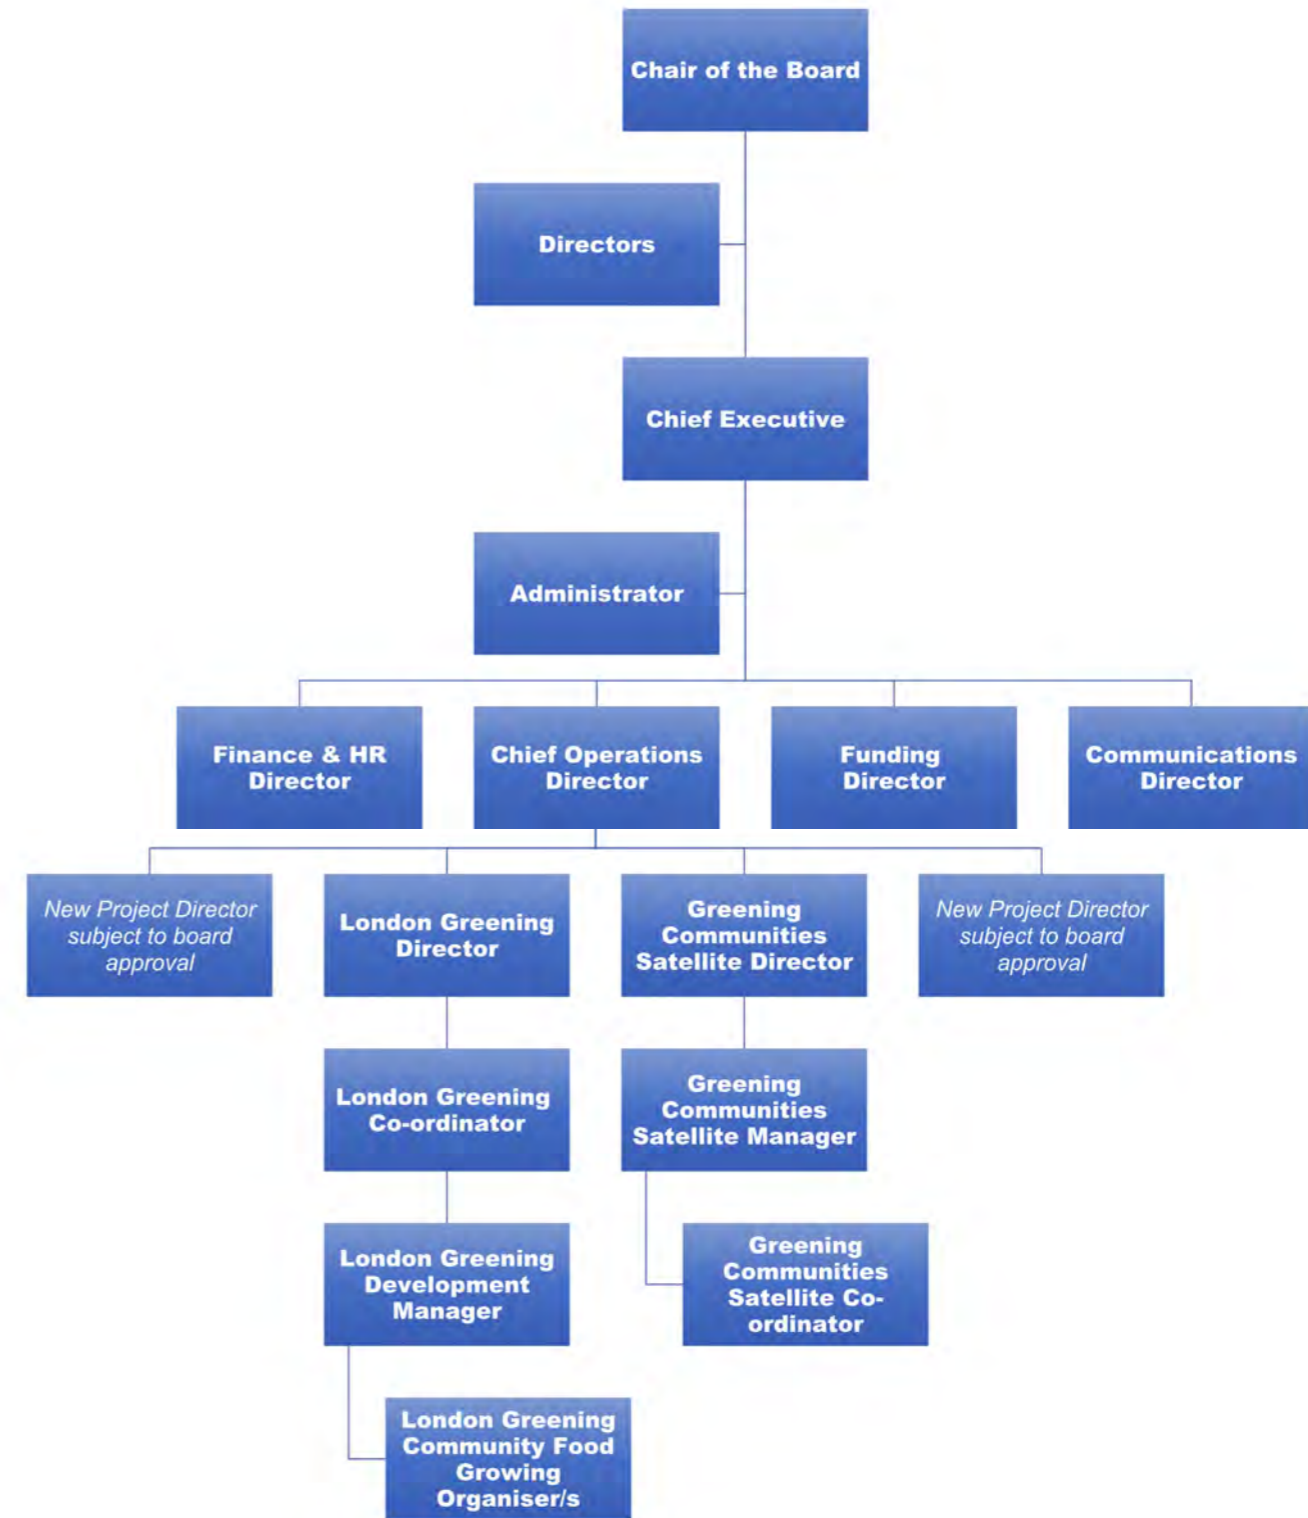 Chair of the Board
Directors
Chief Executive
Administrator
Finance & HR
Director
Chief Operations
Director
Funding
Director
Communications
Director
New Project Director
subject to board
approval
London Greening
Director
Greening
Communities
Satellite Director
New Project Director
subject to board
approval
London Greening
Co-ordinator
Greening
Communities
Satellite Manager
London Greening
Development
Manager
Greening
Communities
Satellite Co-
ordinator
London Greening
Community Food
Growing
Organiser/s